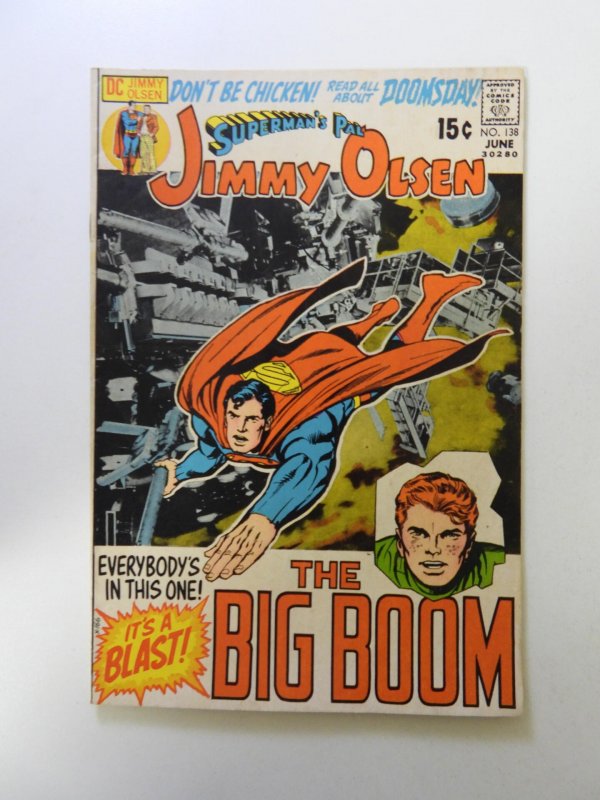 DC JIMMY OLSEN
DON'T BE CHICKEN! READ ALL ABOUT DOOMSDAY!
APPROVED
BY THE
COMICS
CODE
AUTHORITY
SUPERMAN'S PAL
JIMMY OLSEN
15¢
NO. 138
JUNE
30280
EVERYBODY'S
IN THIS ONE!
IT'S A
BLAST!
THE
BIG BOOM